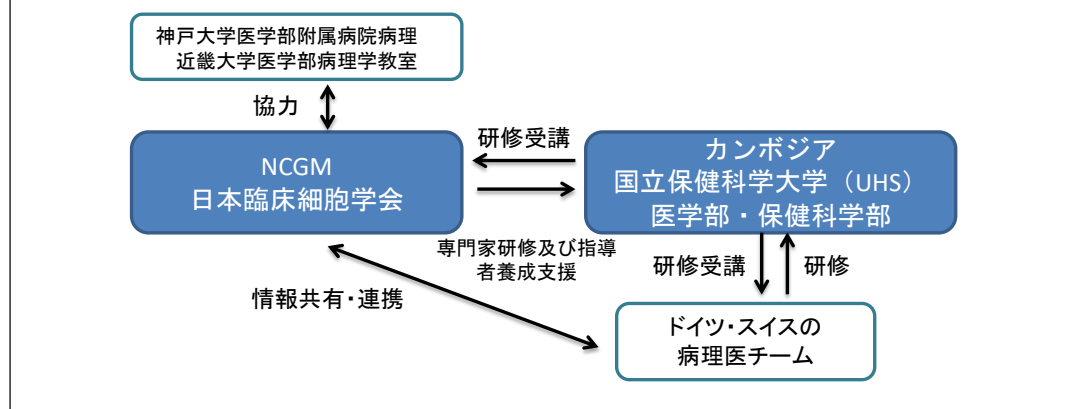 神戸大学医学部附属病院病理
近畿大学医学部病理学教室
協力
研修受講
NCGM
日本臨床細胞学会
カンボジア
国立保健科学大学（UHS）
医学部・保健科学部
専門家研修及び指導
者養成支援
研修受講
研修
情報共有・連携
ドイツ・スイスの
病理医チーム